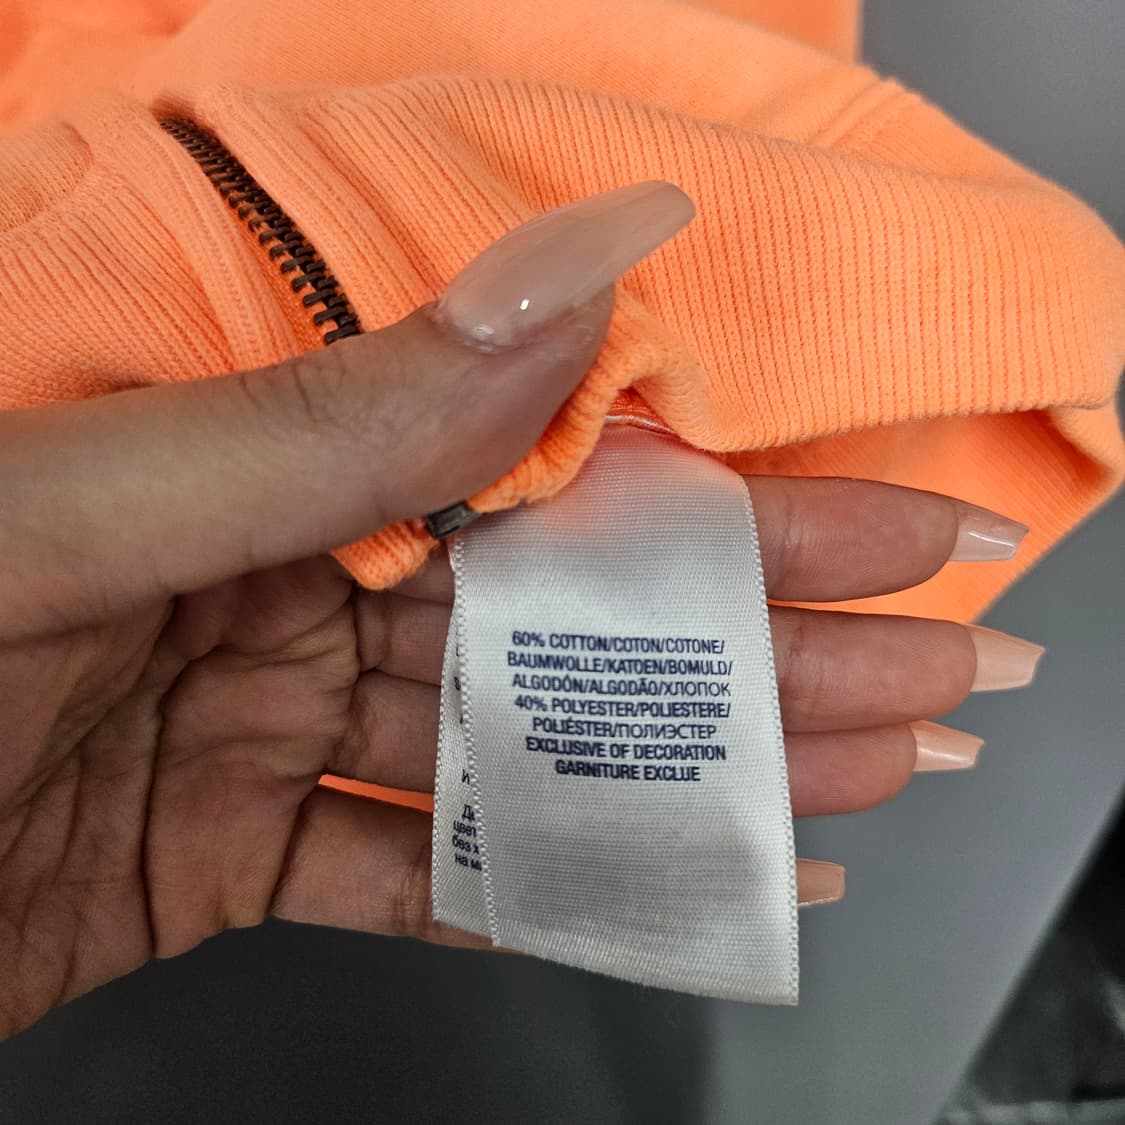 60% COTTON/COTON/COTONE/
BAUMWOLLE/KATOEN/BOMULD/
ALGODÓN/ALGODÃO/ХЛОПОК
40% POLYESTER/POLIESTERE/
POLIÉSTER/ПОЛИЭСТЕР
EXCLUSIVE OF DECORATION
GARNITURE EXCLUE